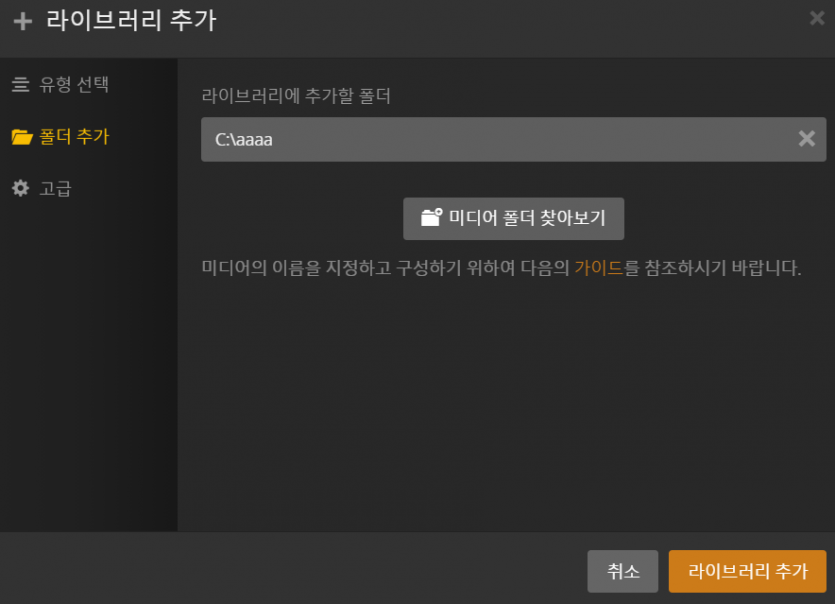 라이브러리 추가
유형 선택
폴더 추가
고급
라이브러리에 추가할 폴더
C:\aaaa
미디어 폴더 찾아보기
미디어의 이름을 지정하고 구성하기 위하여 다음의 가이드를 참조하시기 바랍니다.
취소
라이브러리 추가